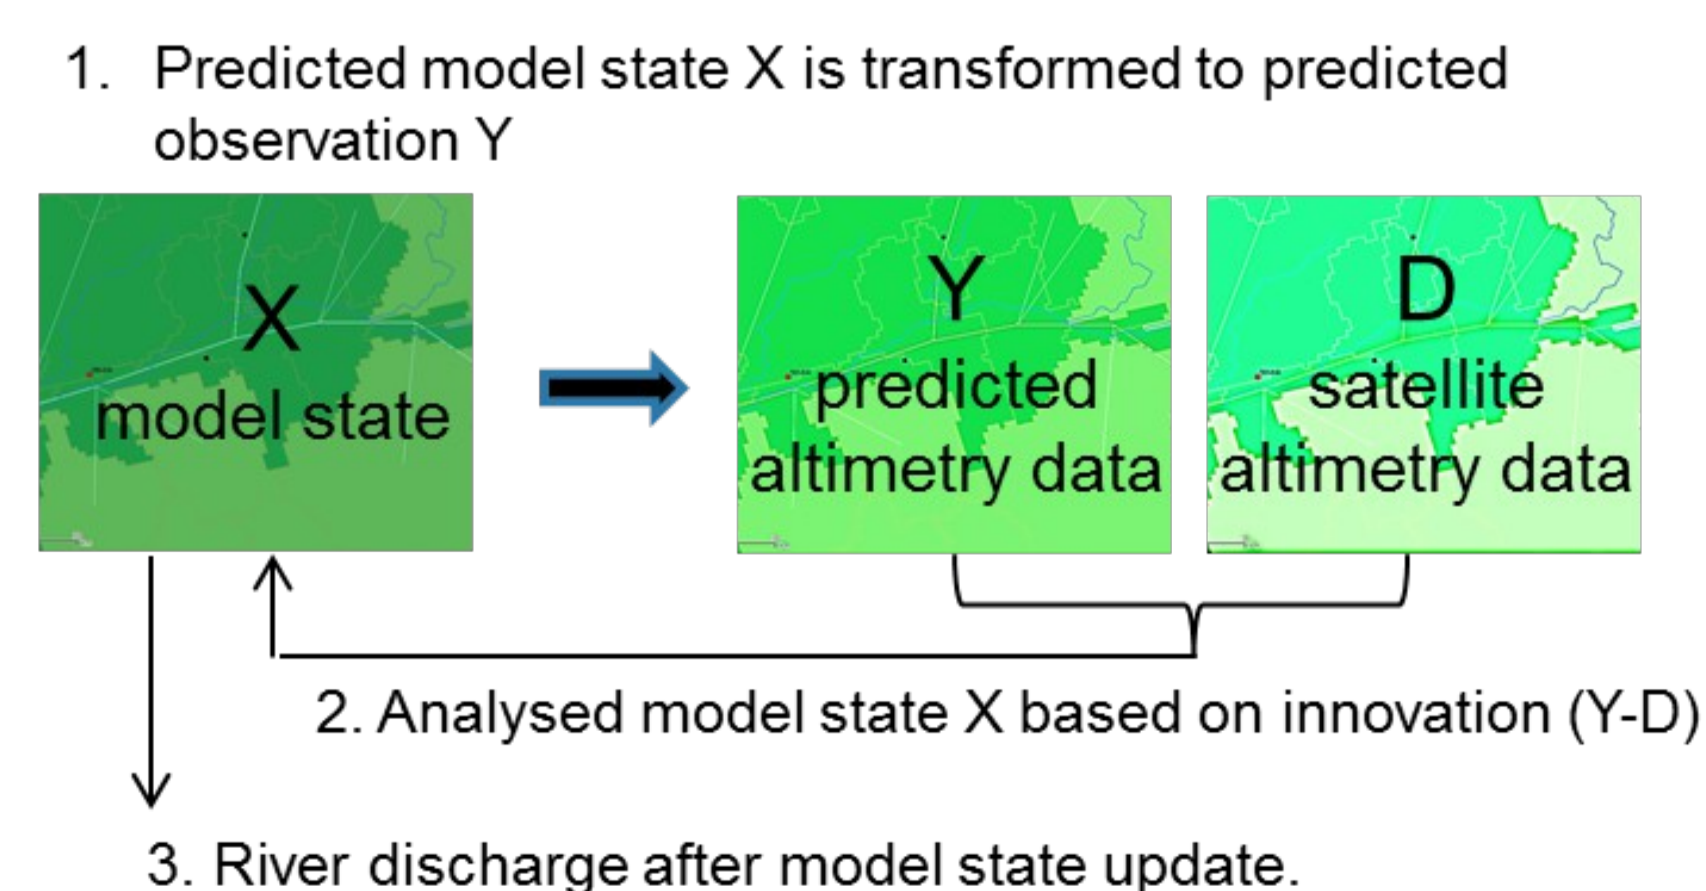 1. Predicted model state X is transformed to predicted
observation Y
X
model state
Y
predicted
altimetry data
D
satellite
altimetry data
2. Analysed model state X based on innovation (Y-D)
3. River discharge after model state update.